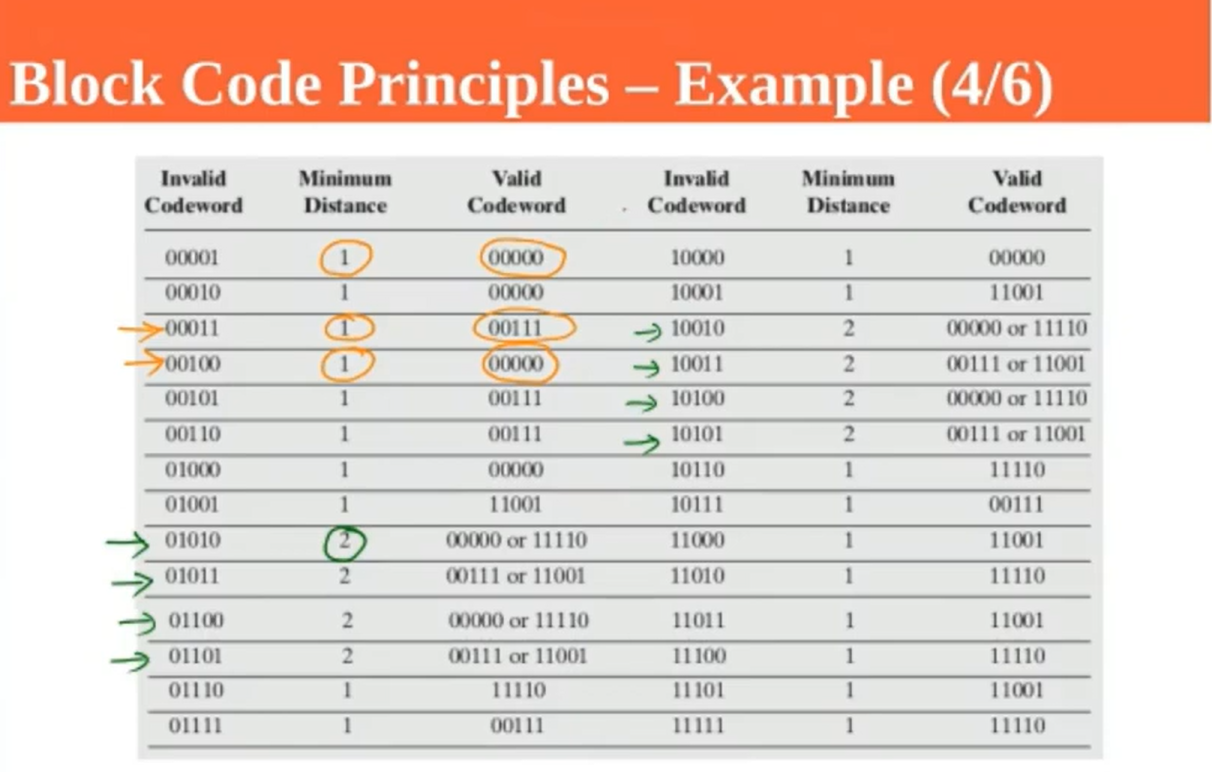 Block Code Principles – Example (4/6)
Invalid Minimum Valid Invalid Minimum Valid
Codeword Distance Codeword Codeword Distance Codeword
00001 1 00000 10000 1 00000
00010 1 00000 10001 1 11001
00011 1 00111 10010 2 00000 or 11110
00100 1 00000 10011 2 00111 or 11001
00101 1 00111 10100 2 00000 or 11110
00110 1 00111 10101 2 00111 or 11001
01000 1 00000 10110 1 11110
01001 1 11001 10111 1 00111
01010 2 00000 or 11110 11000 1 11001
01011 2 00111 or 11001 11010 1 11110
01100 2 00000 or 11110 11011 1 11001
01101 2 00111 or 11001 11100 1 11110
01110 1 11110 11101 1 11001
01111 1 00111 11111 1 11110